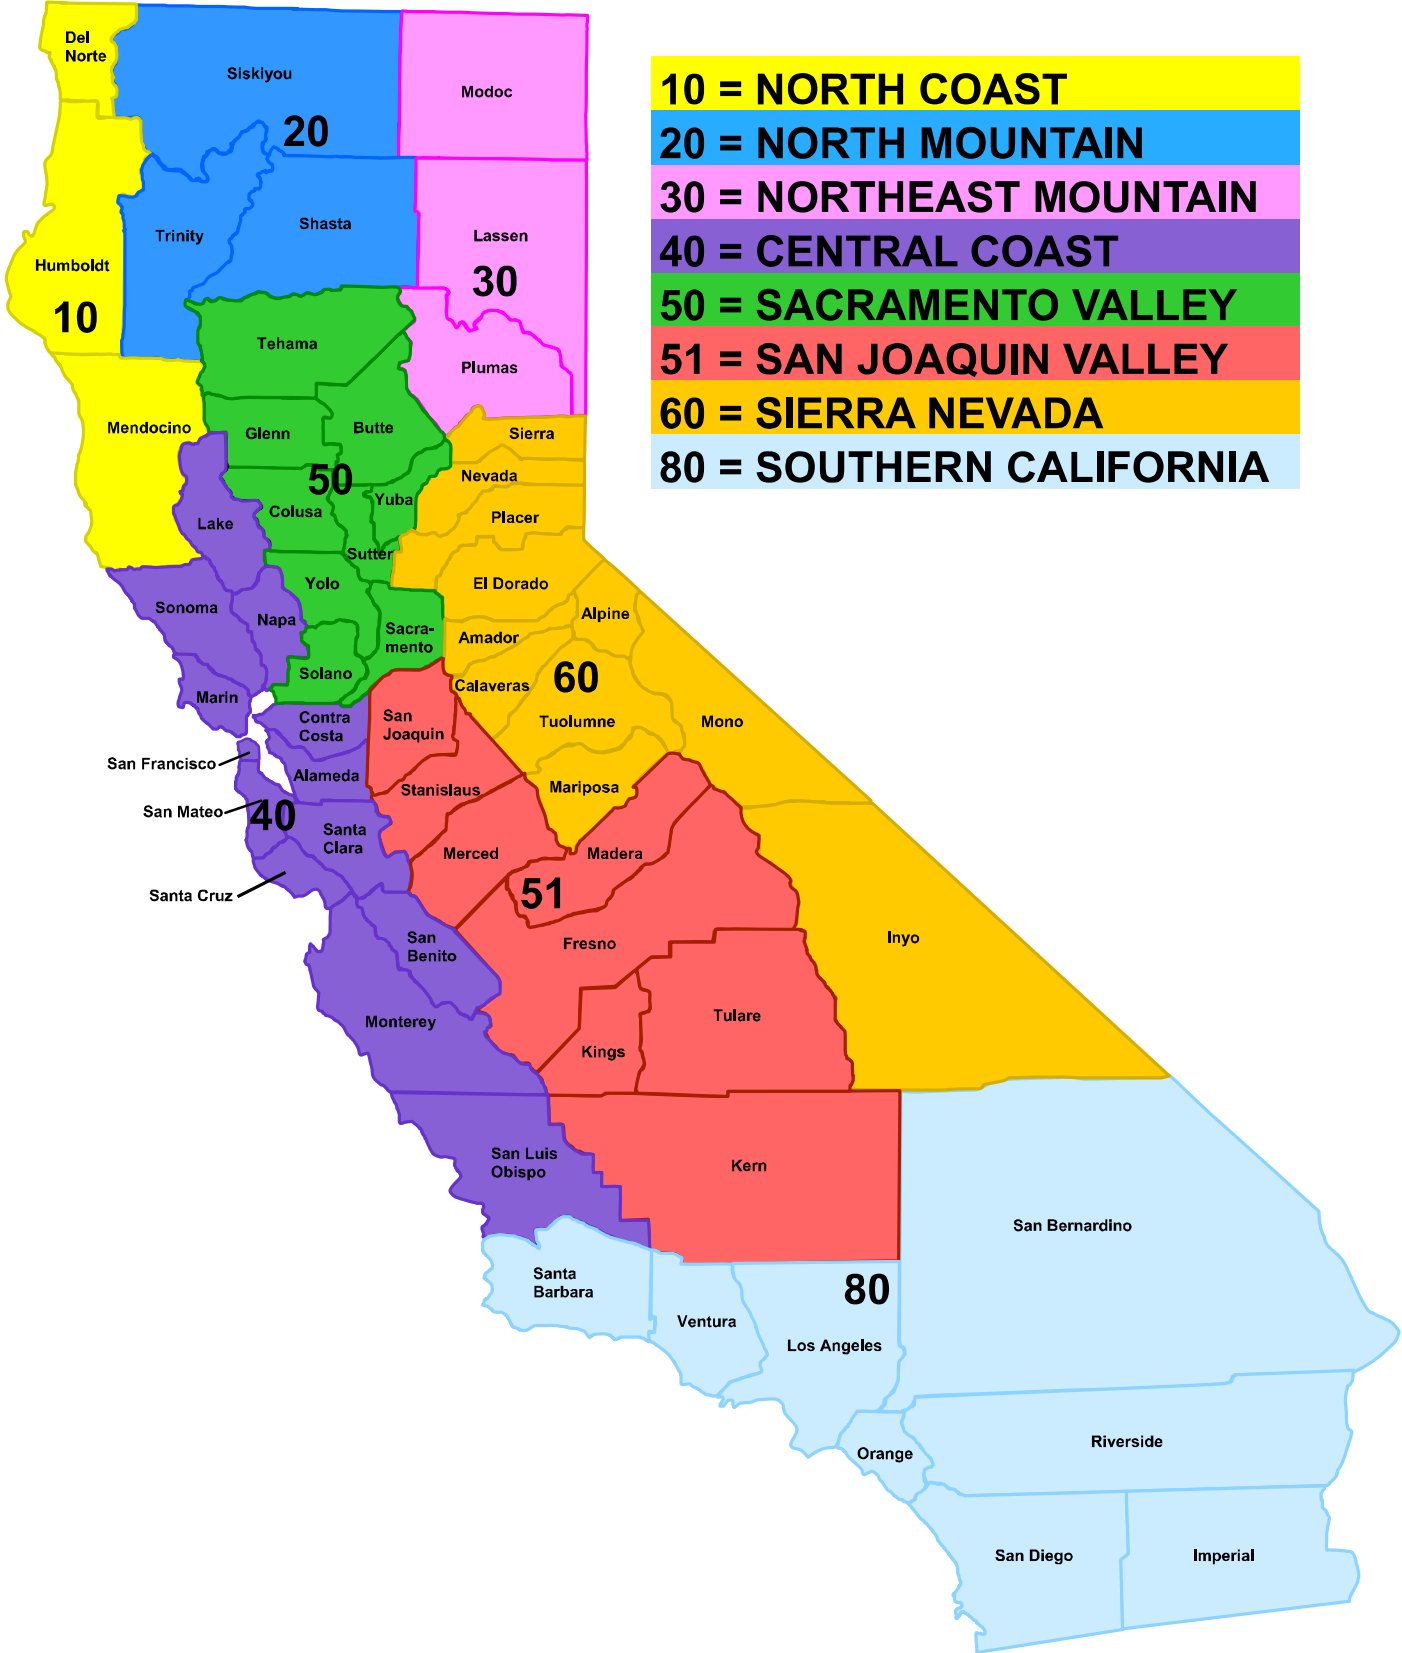 Del
Norte
Siskiyou
Modoc
20
10 = NORTH COAST
20 = NORTH MOUNTAIN
30 = NORTHEAST MOUNTAIN
40 = CENTRAL COAST
50 = SACRAMENTO VALLEY
51 = SAN JOAQUIN VALLEY
60 = SIERRA NEVADA
80 = SOUTHERN CALIFORNIA
Trinity
Shasta
Lassen
30
Humboldt
10
Tehama
Plumas
Mendocino
Glenn
Butte
Sierra
50
Nevada
Yuba
Colusa
Placer
Lake
Sutter
Yolo
El Dorado
Sonoma
Napa
Alpine
Sacra-
mento
Amador
Solano
60
Calaveras
Marin
Contra
Costa
San
Joaquin
Tuolumne
Mono
San Francisco
Alameda
Stanislaus
Mariposa
San Mateo
40
Santa
Clara
Merced
Madera
Santa Cruz
51
San
Benito
Fresno
Inyo
Monterey
Tulare
Kings
San Luis
Obispo
Kern
San Bernardino
Santa
Barbara
80
Ventura
Los Angeles
Orange
Riverside
San Diego
Imperial